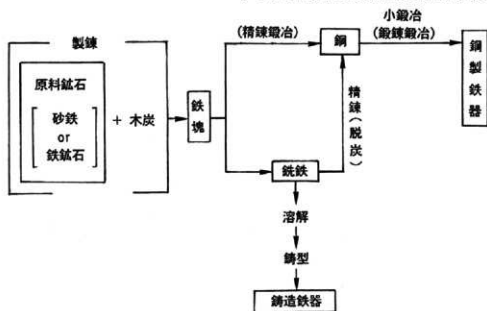 製錬
原料鉱石
砂鉄
or
鉄鉱石
+ 木炭
鉄塊
(精錬鍛冶)
鋼
小鍛冶
(鍛錬鍛冶)
鋼製鉄器
精錬(脱炭)
銑鉄
溶解
鋳型
鋳造鉄器